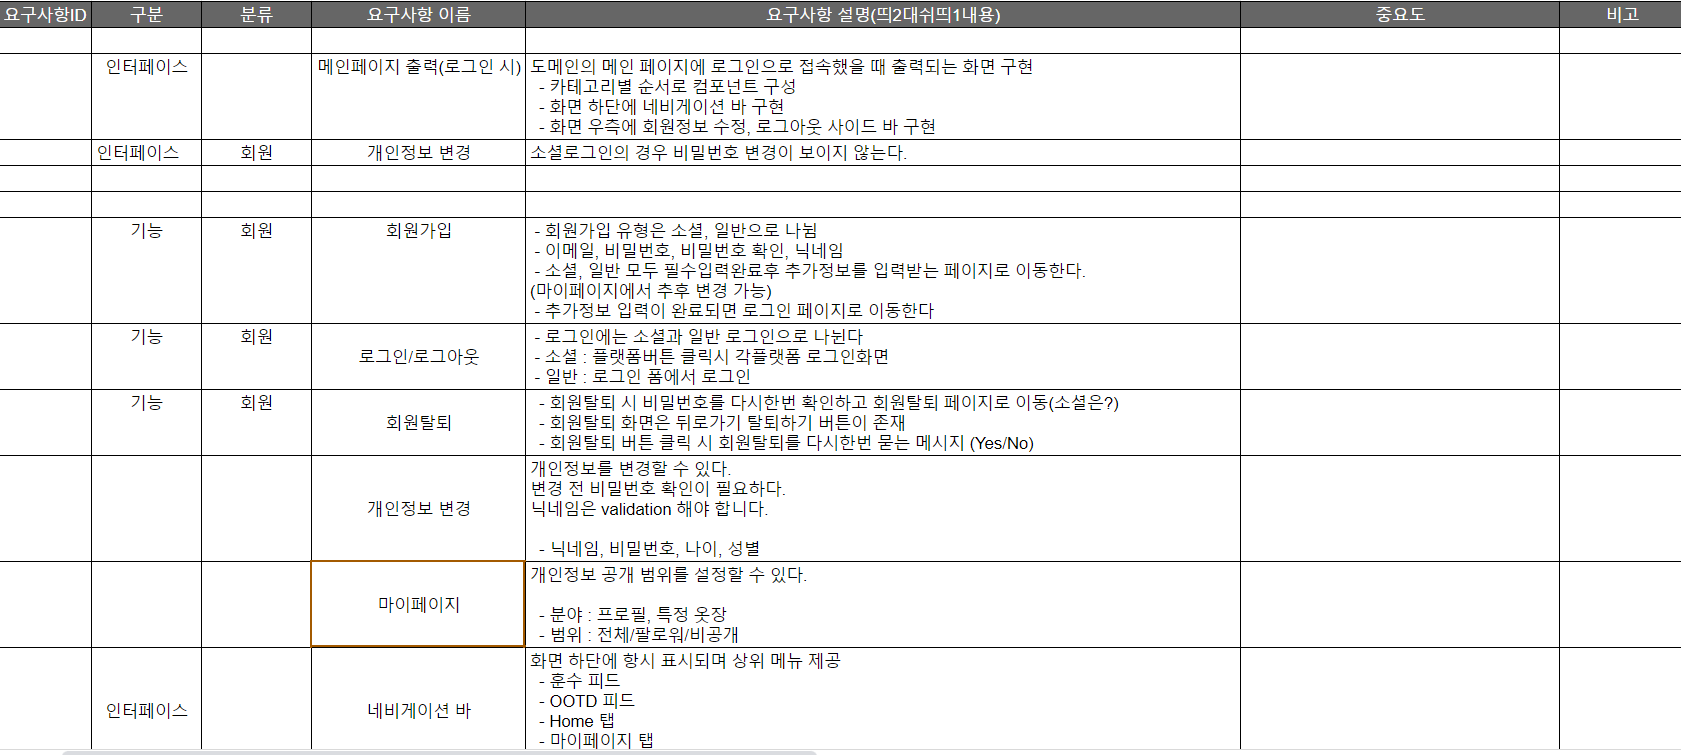 요구사항ID 구분 분류 요구사항 이름 요구사항 설명(띄2대쉬띄1내용) 중요도 비고
인터페이스 메인페이지 출력(로그인 시) 도메인의 메인 페이지에 로그인으로 접속했을 때 출력되는 화면 구현
- 카테고리별 순서로 컴포넌트 구성
- 화면 하단에 네비게이션 바 구현
- 화면 우측에 회원정보 수정, 로그아웃 사이드 바 구현
인터페이스 회원 개인정보 변경 소셜로그인의 경우 비밀번호 변경이 보이지 않는다.
기능 회원 회원가입 - 회원가입 유형은 소셜, 일반으로 나뉨
- 이메일, 비밀번호, 비밀번호 확인, 닉네임
- 소셜, 일반 모두 필수입력완료후 추가정보를 입력받는 페이지로 이동한다.
(마이페이지에서 추후 변경 가능)
- 추가정보 입력이 완료되면 로그인 페이지로 이동한다
기능 회원 - 로그인에는 소셜과 일반 로그인으로 나뉜다
로그인/로그아웃 - 소셜 : 플랫폼버튼 클릭시 각플랫폼 로그인화면
- 일반 : 로그인 폼에서 로그인
기능 회원 - 회원탈퇴 시 비밀번호를 다시한번 확인하고 회원탈퇴 페이지로 이동(소셜은?)
회원탈퇴 - 회원탈퇴 화면은 뒤로가기 탈퇴하기 버튼이 존재
- 회원탈퇴 버튼 클릭 시 회원탈퇴를 다시한번 묻는 메시지 (Yes/No)
개인정보를 변경할 수 있다.
변경 전 비밀번호 확인이 필요하다.
개인정보 변경 닉네임은 validation 해야 합니다.
- 닉네임, 비밀번호, 나이, 성별
개인정보 공개 범위를 설정할 수 있다.
마이페이지
- 분야 : 프로필, 특정 옷장
- 범위 : 전체/팔로워/비공개
화면 하단에 항시 표시되며 상위 메뉴 제공
- 훈수 피드
- OOTD 피드
인터페이스 네비게이션 바
- Home 탭
- 마이페이지 탭